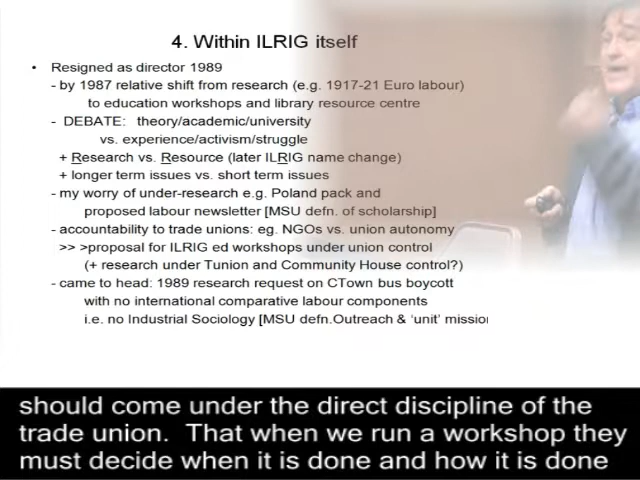 4. Within ILRIG itself
• Resigned as director 1989
- by 1987 relative shift from research (e.g. 1917-21 Euro labour)
to education workshops and library resource centre
- DEBATE: theory/academic/university
vs. experience/activism/struggle
+ Research vs. Resource (later ILRIG name change)
+ longer term issues vs. short term issues
- my worry of under-research e.g. Poland pack and
proposed labour newsletter [MSU defn. of scholarship]
- accountability to trade unions: eg. NGOs vs. union autonomy
>> >proposal for ILRIG ed workshops under union control
(+ research under Tunion and Community House control?)
- came to head: 1989 research request on CTown bus boycott
with no international comparative labour components
i.e. no Industrial Sociology [MSU defn.Outreach & 'unit' mission
should come under the direct discipline of the
trade union. That when we run a workshop they
must decide when it is done and how it is done